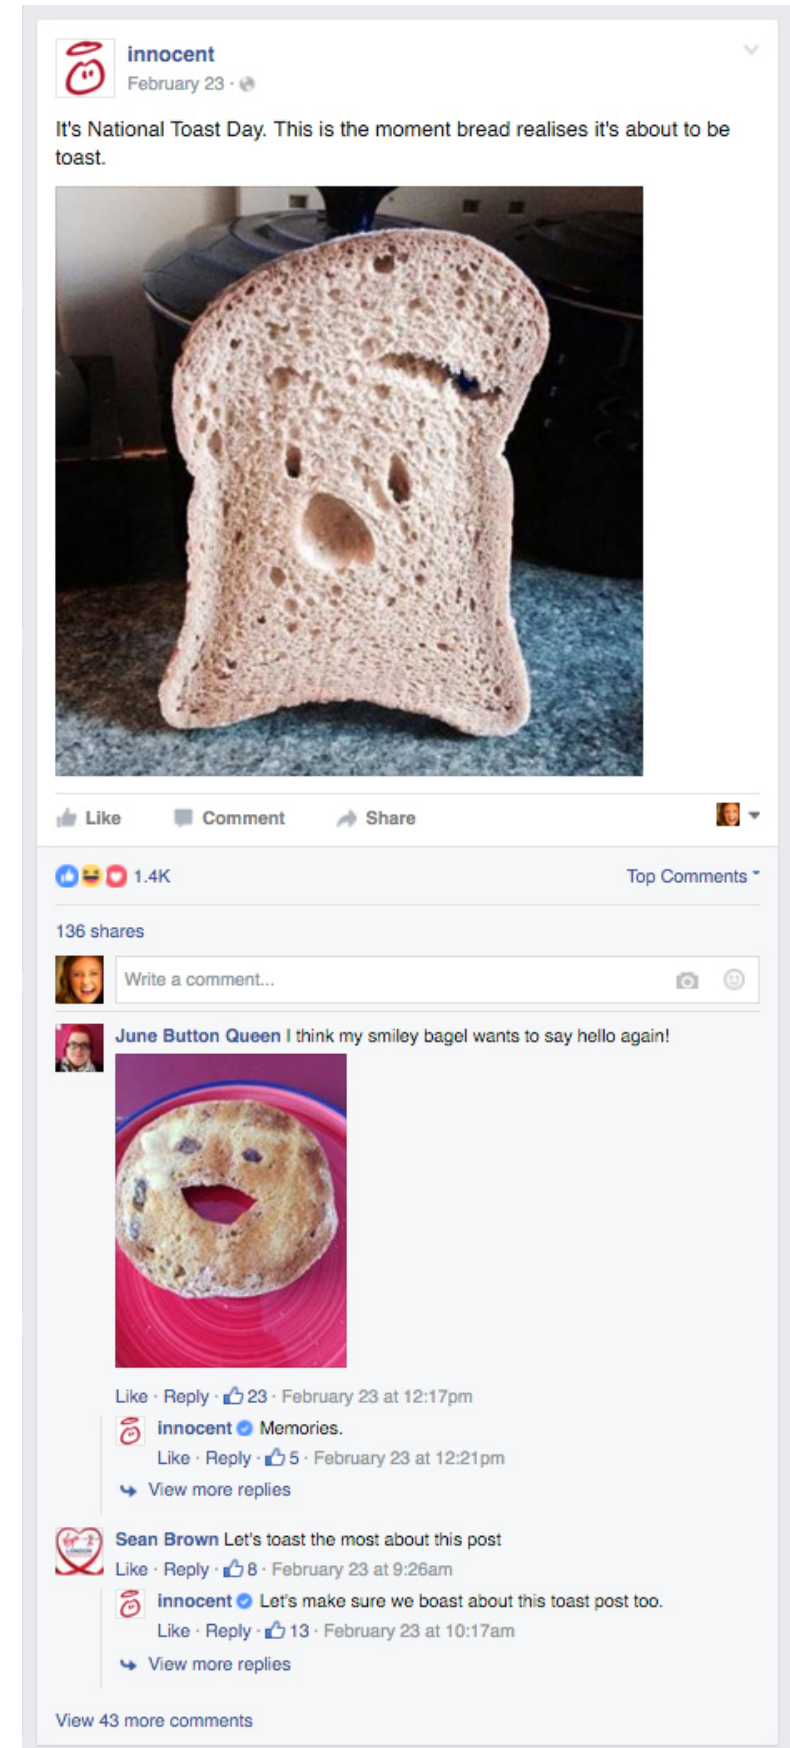 innocent
February 23 ·
It's National Toast Day. This is the moment bread realises it's about to be
toast.
Like Comment Share
1.4K Top Comments
136 shares
Write a comment...
June Button Queen I think my smiley bagel wants to say hello again!
Like · Reply · 23 · February 23 at 12:17pm
innocent Memories.
Like · Reply · 5 · February 23 at 12:21pm
View more replies
Sean Brown Let's toast the most about this post
Like · Reply · 8 · February 23 at 9:26am
innocent Let's make sure we boast about this toast post too.
Like · Reply · 13 · February 23 at 10:17am
View more replies
View 43 more comments